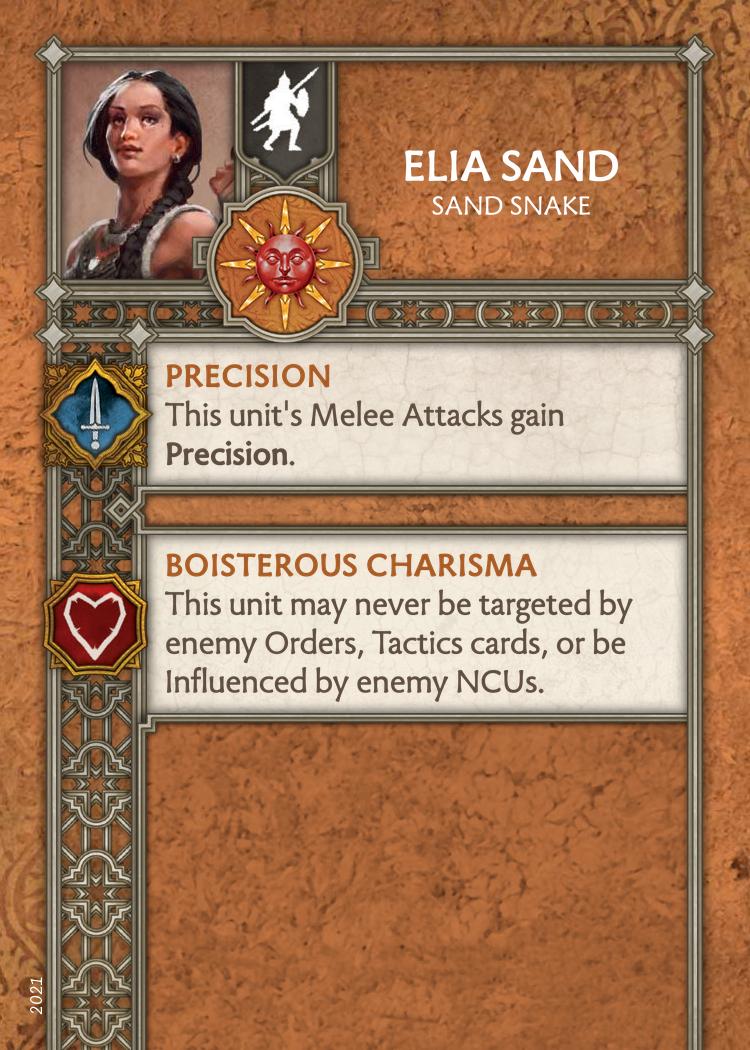 ELIA SAND
SAND SNAKE
PRECISION
This unit's Melee Attacks gain
Precision.
BOISTEROUS CHARISMA
This unit may never be targeted by
enemy Orders, Tactics cards, or be
Influenced by enemy NCUs.
2021